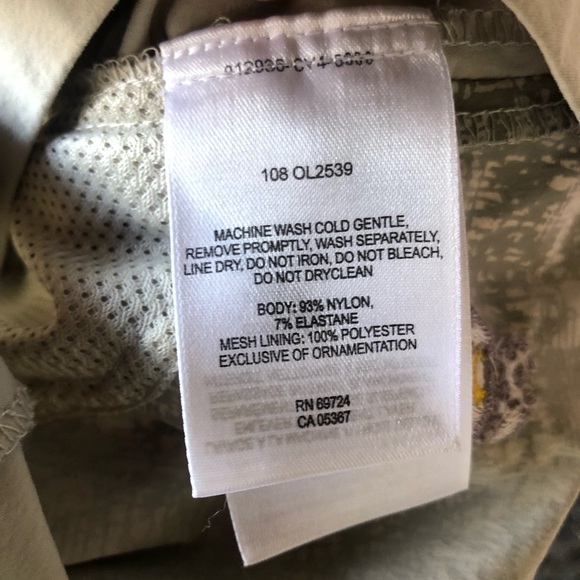 108 OL2539
MACHINE WASH COLD GENTLE,
REMOVE PROMPTLY, WASH SEPARATELY,
LINE DRY, DO NOT IRON, DO NOT BLEACH,
DO NOT DRYCLEAN
BODY: 93% NYLON,
7% ELASTANE
MESH LINING: 100% POLYESTER
EXCLUSIVE OF ORNAMENTATION
RN 69724
CA 05367